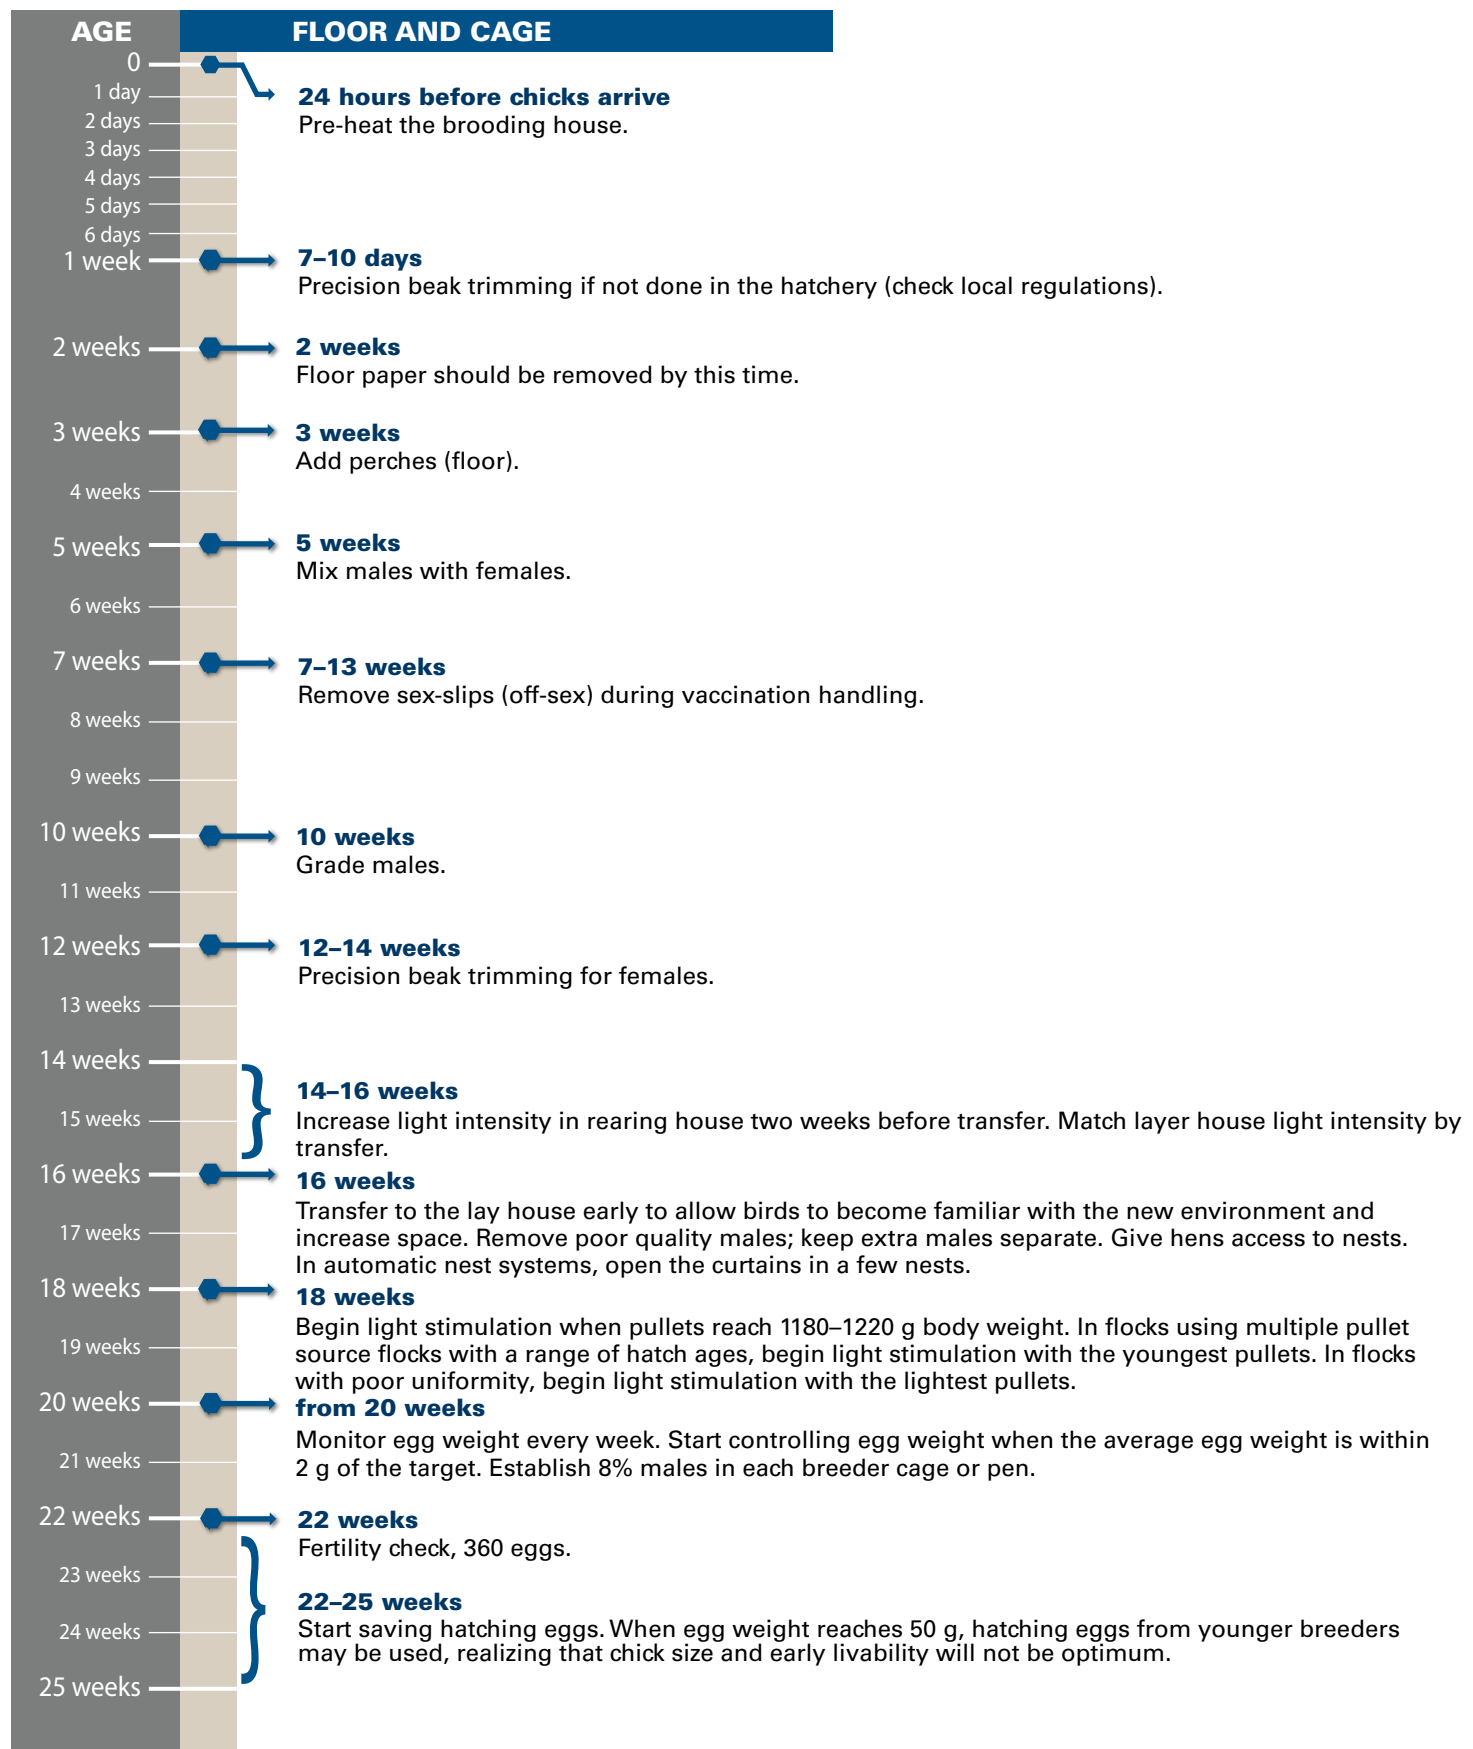 AGE FLOOR AND CAGE
0
1 day
24 hours before chicks arrive
2 days
Pre-heat the brooding house.
3 days
4 days
5 days
6 days
1 week
7–10 days
Precision beak trimming if not done in the hatchery (check local regulations).
2 weeks
2 weeks
Floor paper should be removed by this time.
3 weeks
3 weeks
Add perches (floor).
4 weeks
5 weeks
5 weeks
Mix males with females.
6 weeks
7 weeks
7–13 weeks
Remove sex-slips (off-sex) during vaccination handling.
8 weeks
9 weeks
10 weeks
10 weeks
Grade males.
11 weeks
12 weeks
12–14 weeks
Precision beak trimming for females.
13 weeks
14 weeks
14–16 weeks
15 weeks
Increase light intensity in rearing house two weeks before transfer. Match layer house light intensity by
transfer.
16 weeks
16 weeks
Transfer to the lay house early to allow birds to become familiar with the new environment and
17 weeks
increase space. Remove poor quality males; keep extra males separate. Give hens access to nests.
In automatic nest systems, open the curtains in a few nests.
18 weeks
18 weeks
Begin light stimulation when pullets reach 1180–1220 g body weight. In flocks using multiple pullet
19 weeks
source flocks with a range of hatch ages, begin light stimulation with the youngest pullets. In flocks
with poor uniformity, begin light stimulation with the lightest pullets.
20 weeks
from 20 weeks
Monitor egg weight every week. Start controlling egg weight when the average egg weight is within
21 weeks
2 g of the target. Establish 8% males in each breeder cage or pen.
22 weeks
22 weeks
Fertility check, 360 eggs.
23 weeks
22–25 weeks
Start saving hatching eggs. When egg weight reaches 50 g, hatching eggs from younger breeders
24 weeks
may be used, realizing that chick size and early livability will not be optimum.
25 weeks